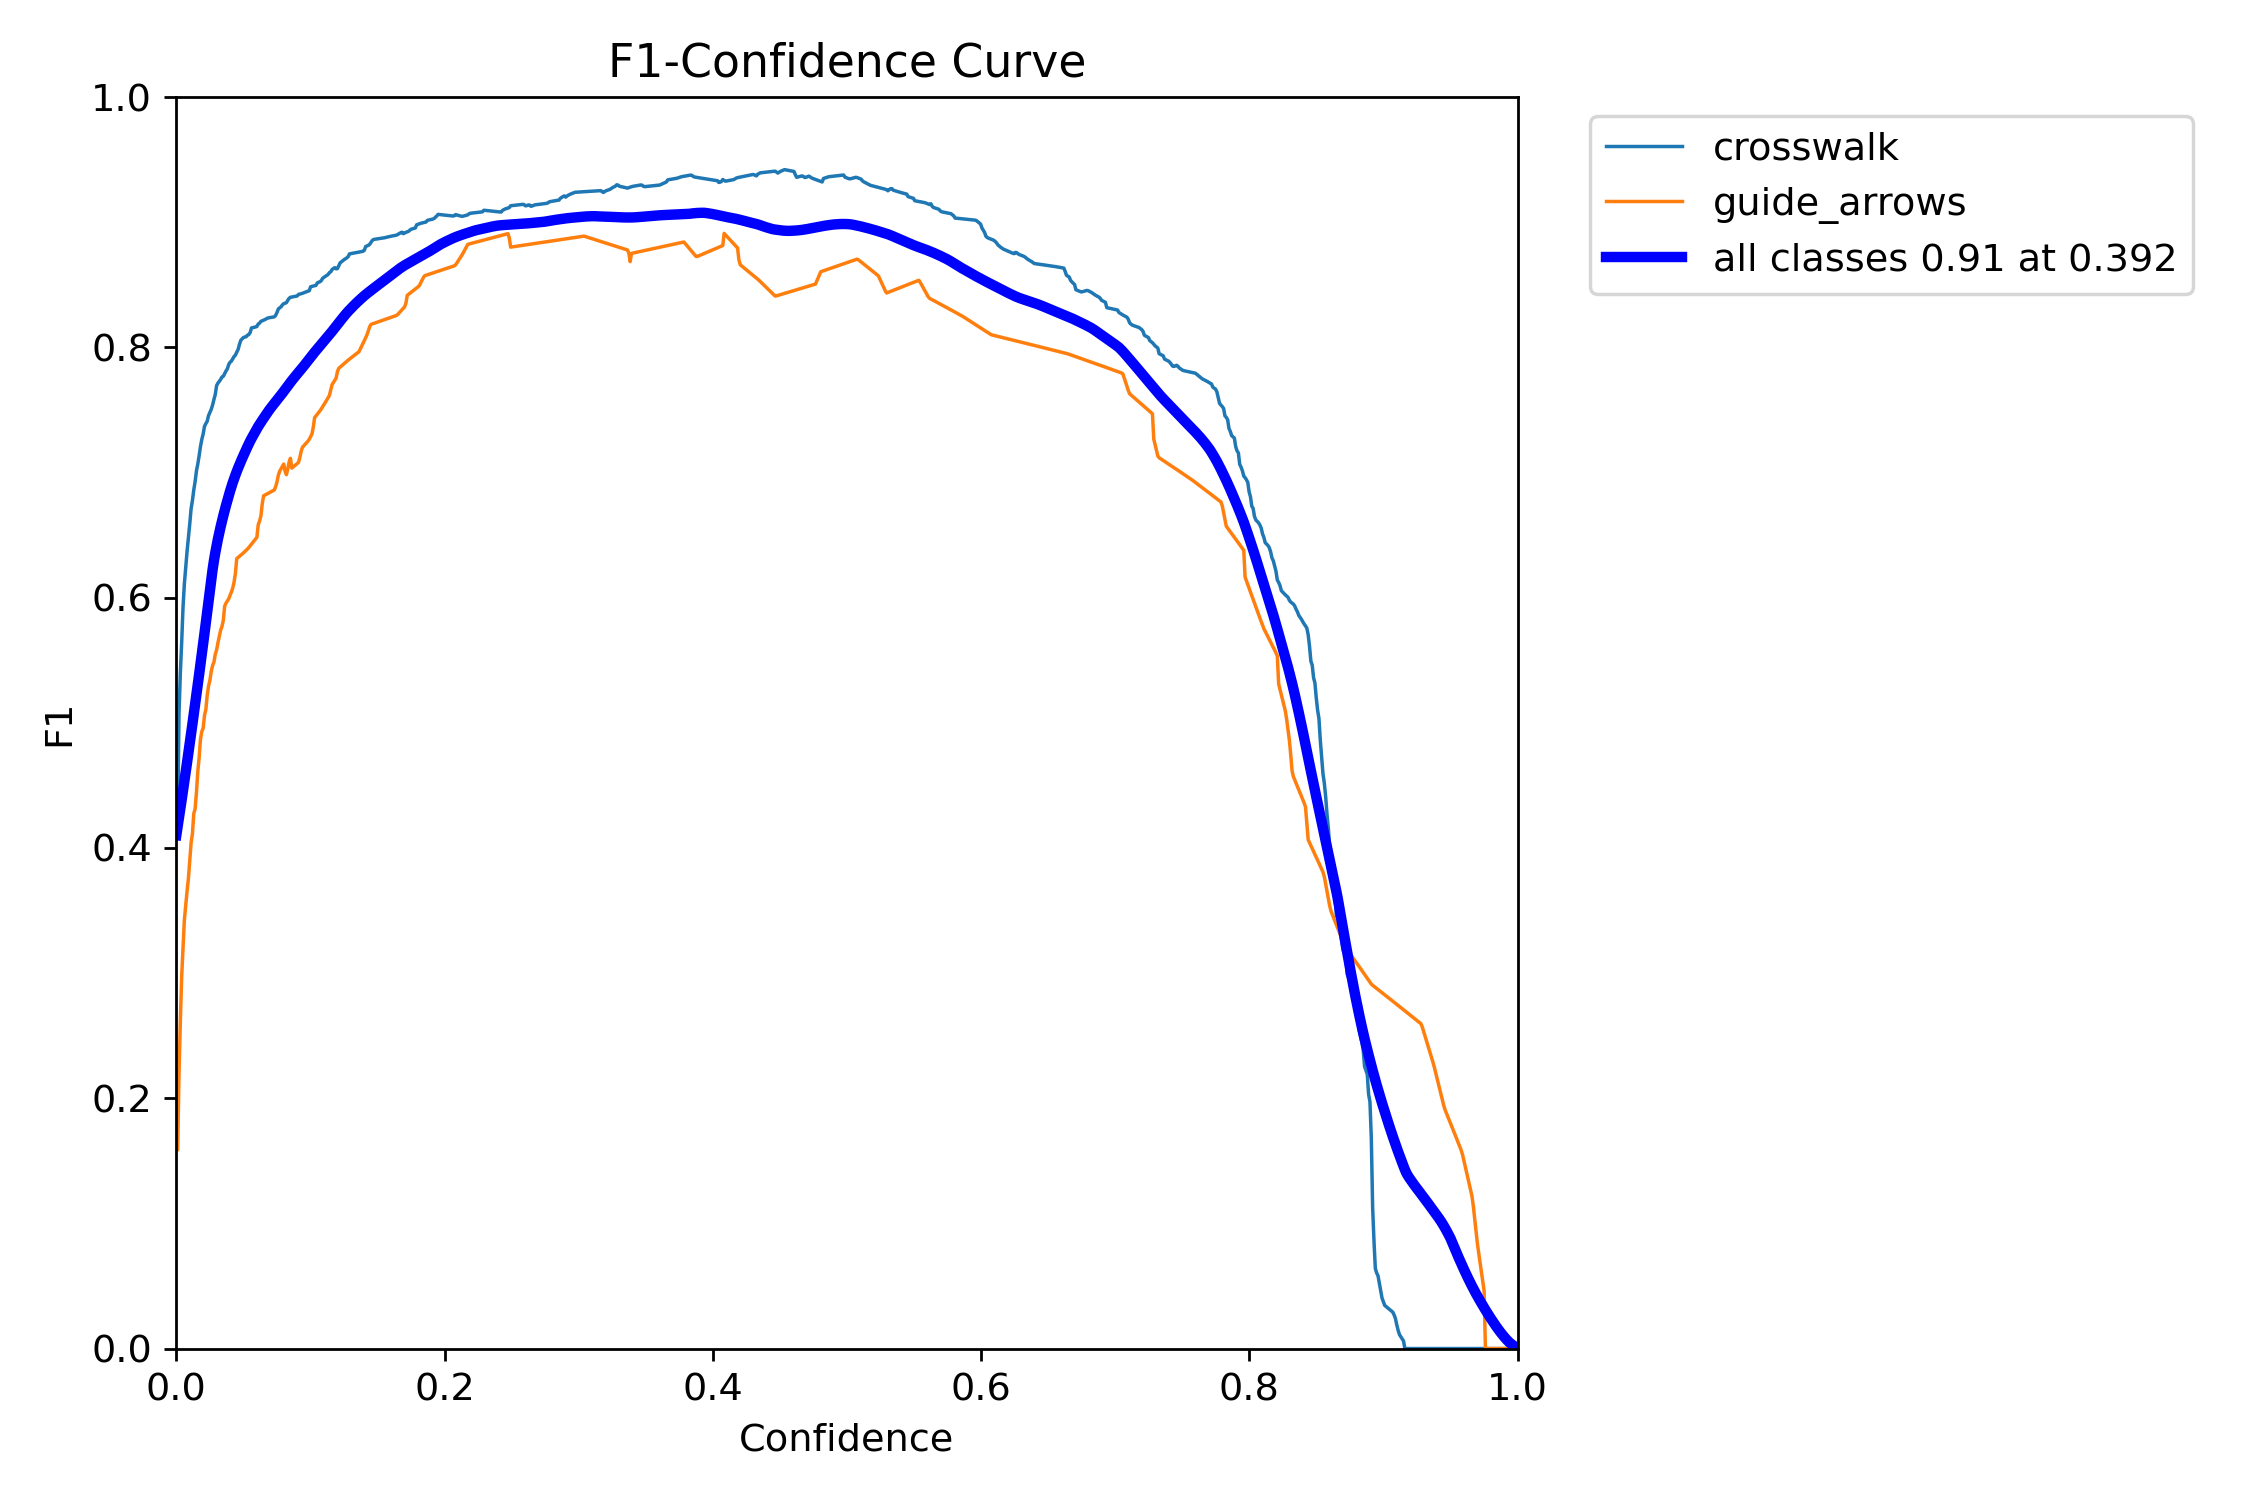 F1-Confidence Curve
1.0
0.8
0.6
0.4
0.2
0.0
F1
0.0 0.2 0.4 0.6 0.8 1.0
Confidence
crosswalk
guide_arrows
all classes 0.91 at 0.392